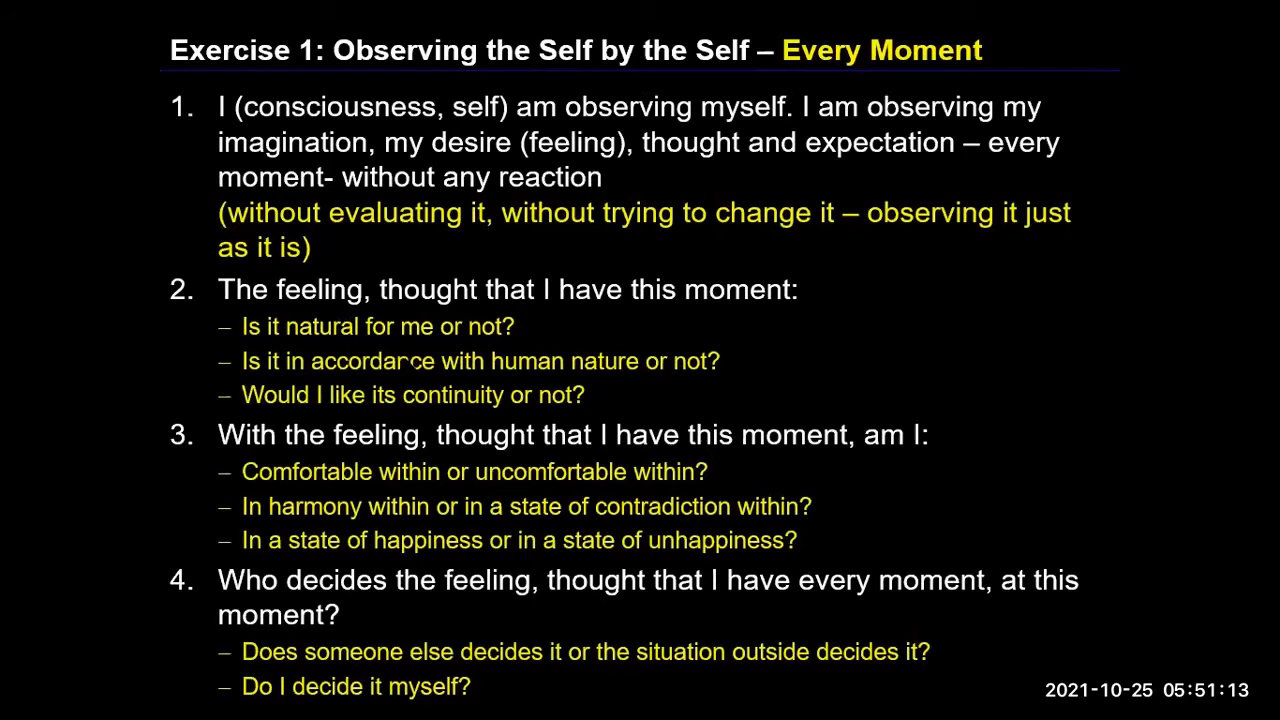 Exercise 1: Observing the Self by the Self – Every Moment
1. I (consciousness, self) am observing myself. I am observing my
imagination, my desire (feeling), thought and expectation – every
moment- without any reaction
(without evaluating it, without trying to change it – observing it just
as it is)
2. The feeling, thought that I have this moment:
– Is it natural for me or not?
– Is it in accordance with human nature or not?
– Would I like its continuity or not?
3. With the feeling, thought that I have this moment, am I:
– Comfortable within or uncomfortable within?
– In harmony within or in a state of contradiction within?
– In a state of happiness or in a state of unhappiness?
4. Who decides the feeling, thought that I have every moment, at this
moment?
– Does someone else decides it or the situation outside decides it?
– Do I decide it myself?
2021-10-25 05:51:13